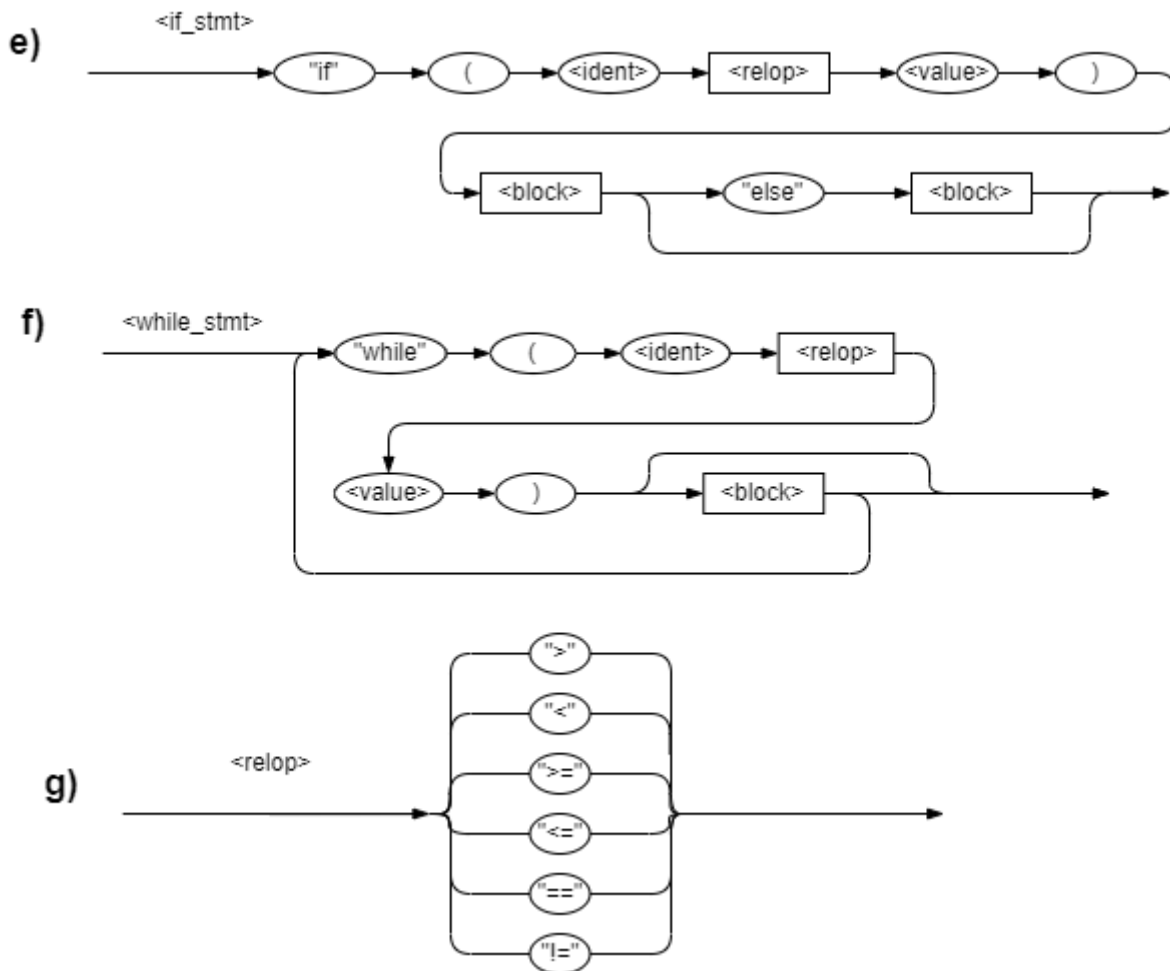 <if_stmt>
e)
"if" ( <ident> <relop> <value> )
<block> "else" <block>
f)
<while_stmt>
"while" ( <ident> <relop>
<value> ) <block>
">"
"<"
<relop>
">="
g)
"<="
"=="
"!="